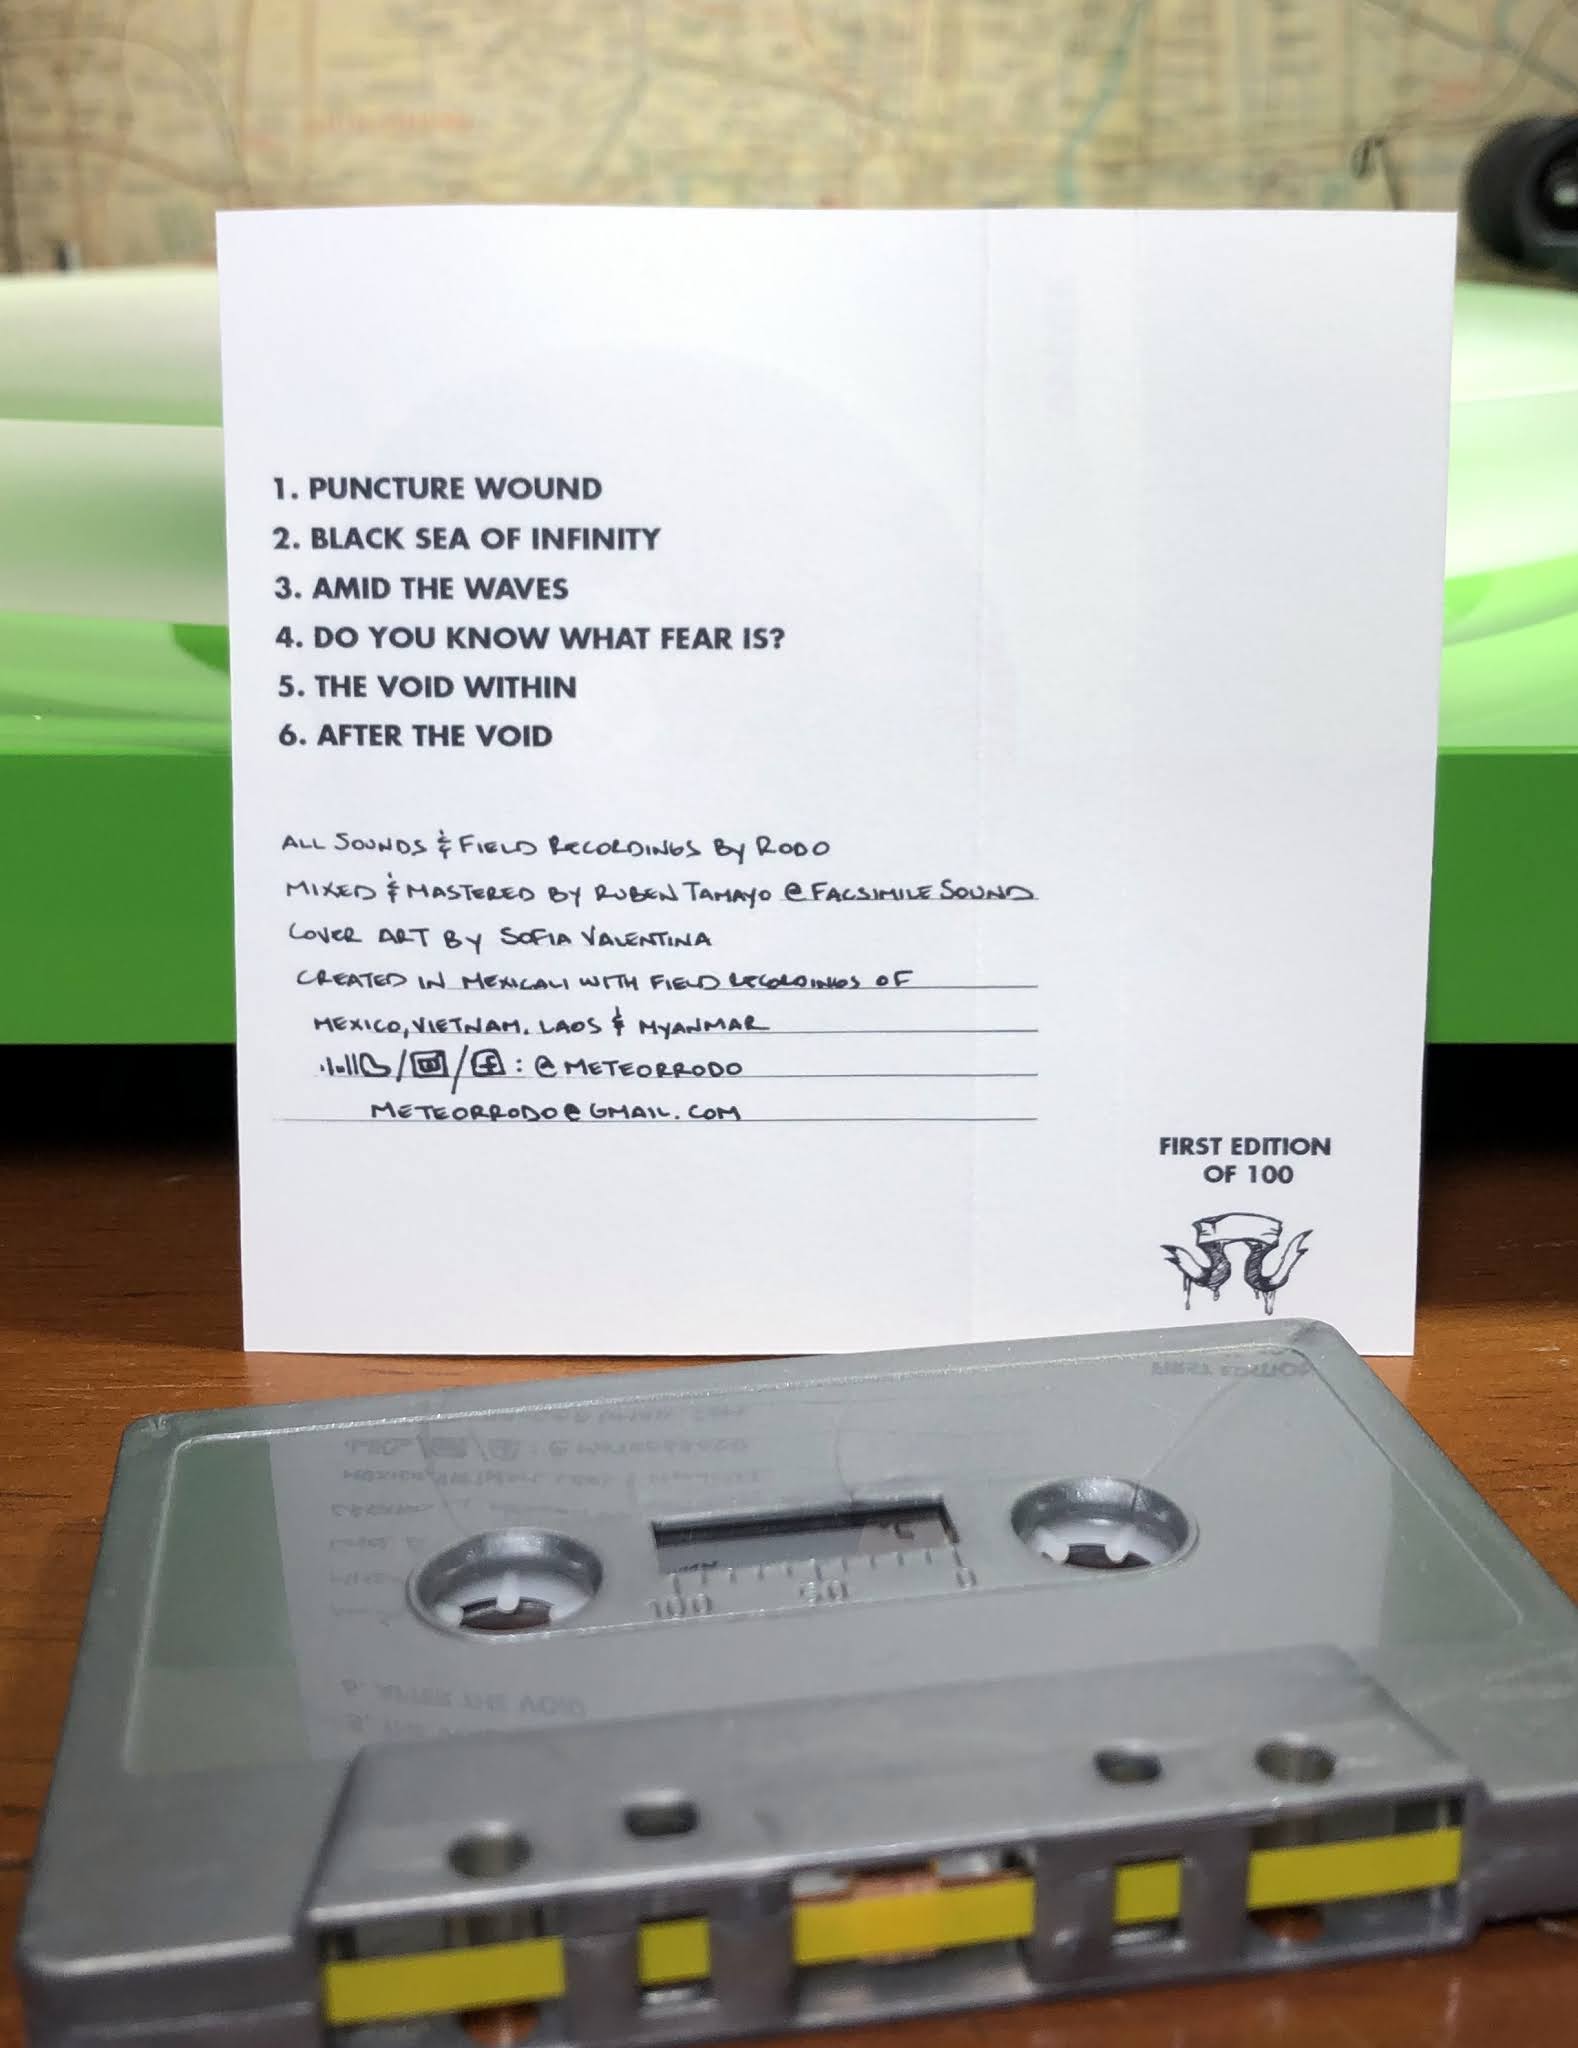 1. PUNCTURE WOUND
2. BLACK SEA OF INFINITY
3. AMID THE WAVES
4. DO YOU KNOW WHAT FEAR IS?
5. THE VOID WITHIN
6. AFTER THE VOID
ALL SOUNDS & FIELD RECORDINGS BY RODO
MIXED & MASTERED BY RUBEN TAMAYO @ FACSIMILE SOUND
COVER ART BY SOFIA VALENTINA
CREATED IN MEXICALI WITH FIELD RECORDINGS OF
MEXICO, VIETNAM, LAOS & MYANMAR
/ / f : @METEORRODO
METEORRODO@GMAIL.COM
FIRST EDITION
OF 100
100 50 0